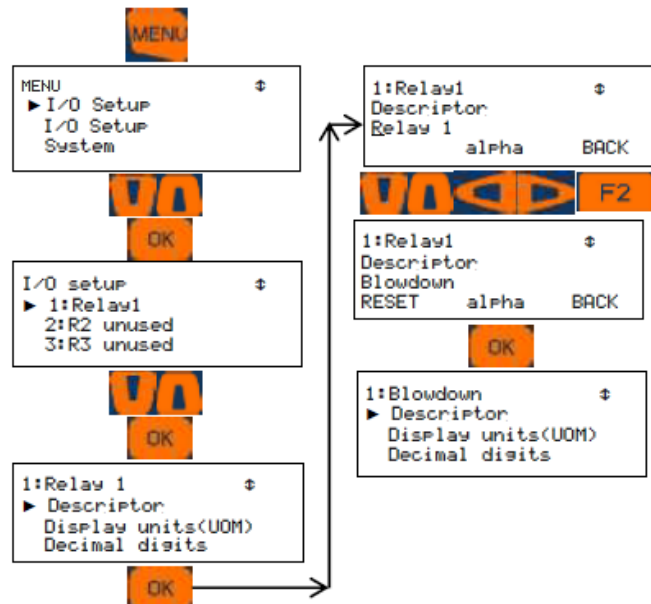 MENU
MENU
▶ I/O Setup
I/O Setup
System
OK
I/O setup
▶ 1:Relay1
2:R2 unused
3:R3 unused
OK
1:Relay 1
▶ Descriptor
Display units(UOM)
Decimal digits
OK
1:Relay1
Descriptor
Relay 1
alpha BACK
F2
1:Relay1
Descriptor
Blowdown
RESET alpha BACK
OK
1:Blowdown
▶ Descriptor
Display units(UOM)
Decimal digits